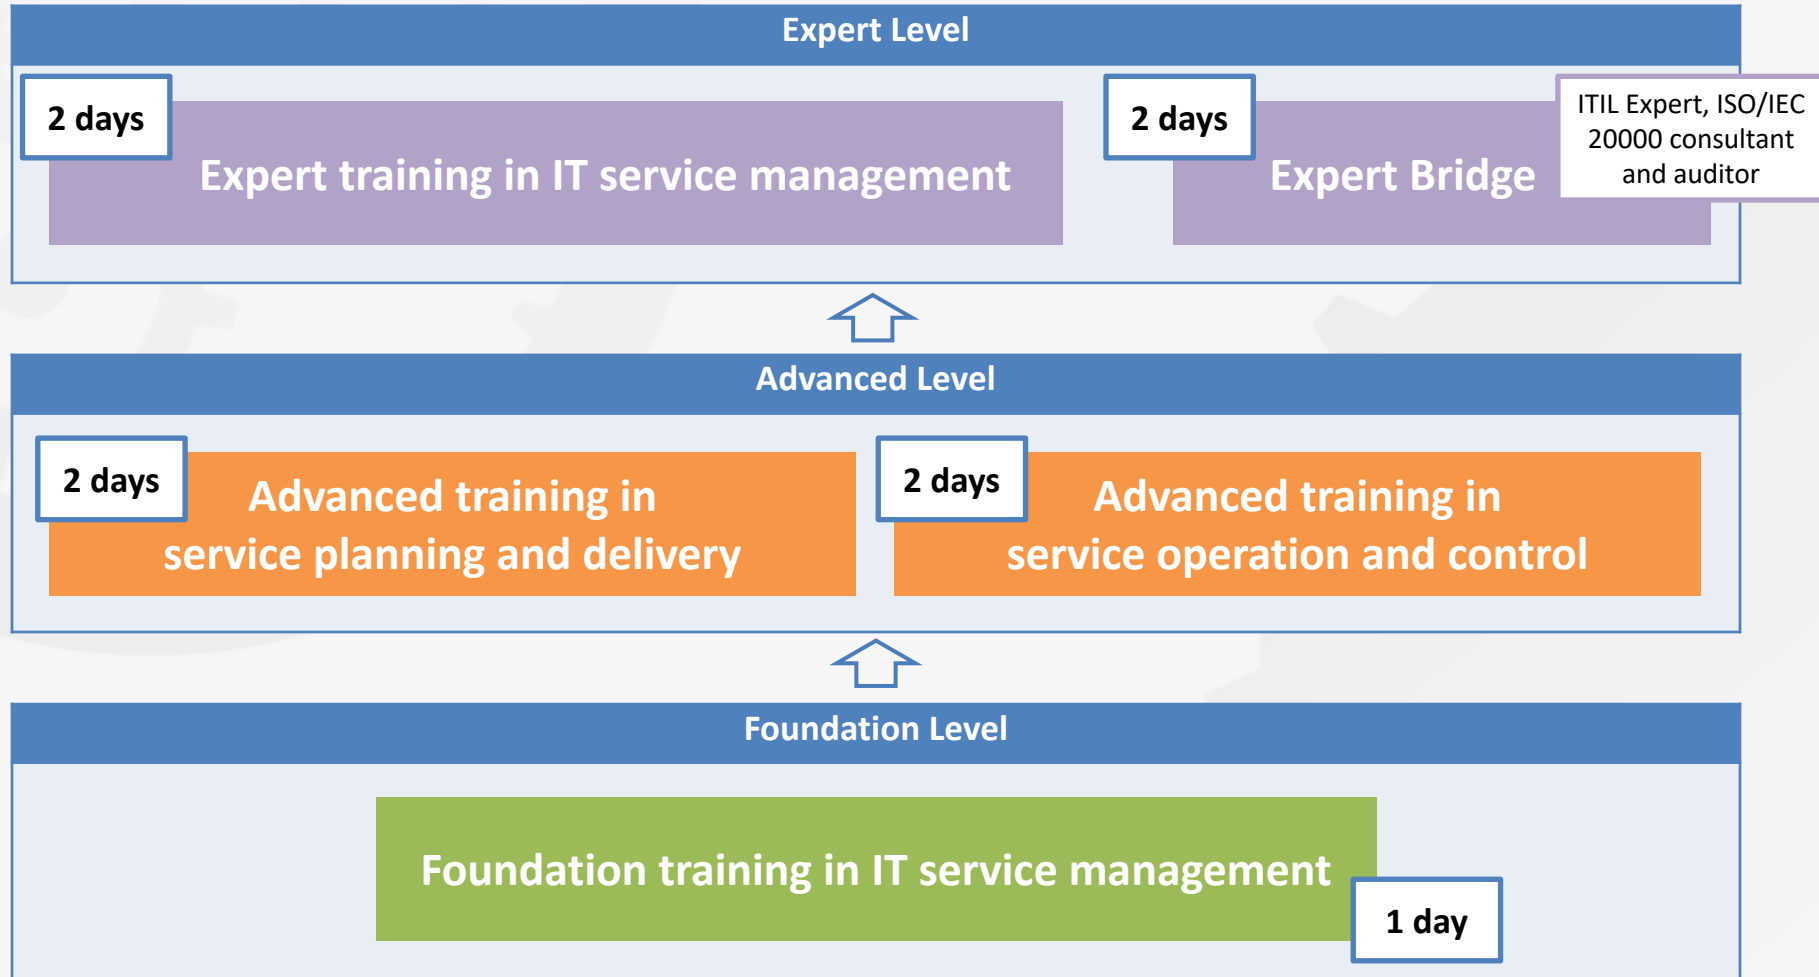 Expert Level
2 days
Expert training in IT service management
2 days
Expert Bridge
ITIL Expert, ISO/IEC
20000 consultant
and auditor
Advanced Level
2 days
Advanced training in
service planning and delivery
2 days
Advanced training in
service operation and control
Foundation Level
Foundation training in IT service management
1 day